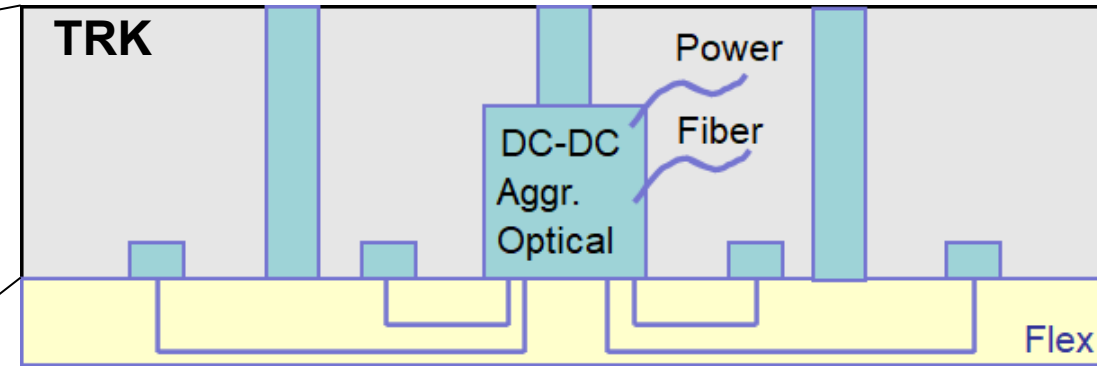 TRK
Power
Fiber
DC-DC
Aggr.
Optical
Flex